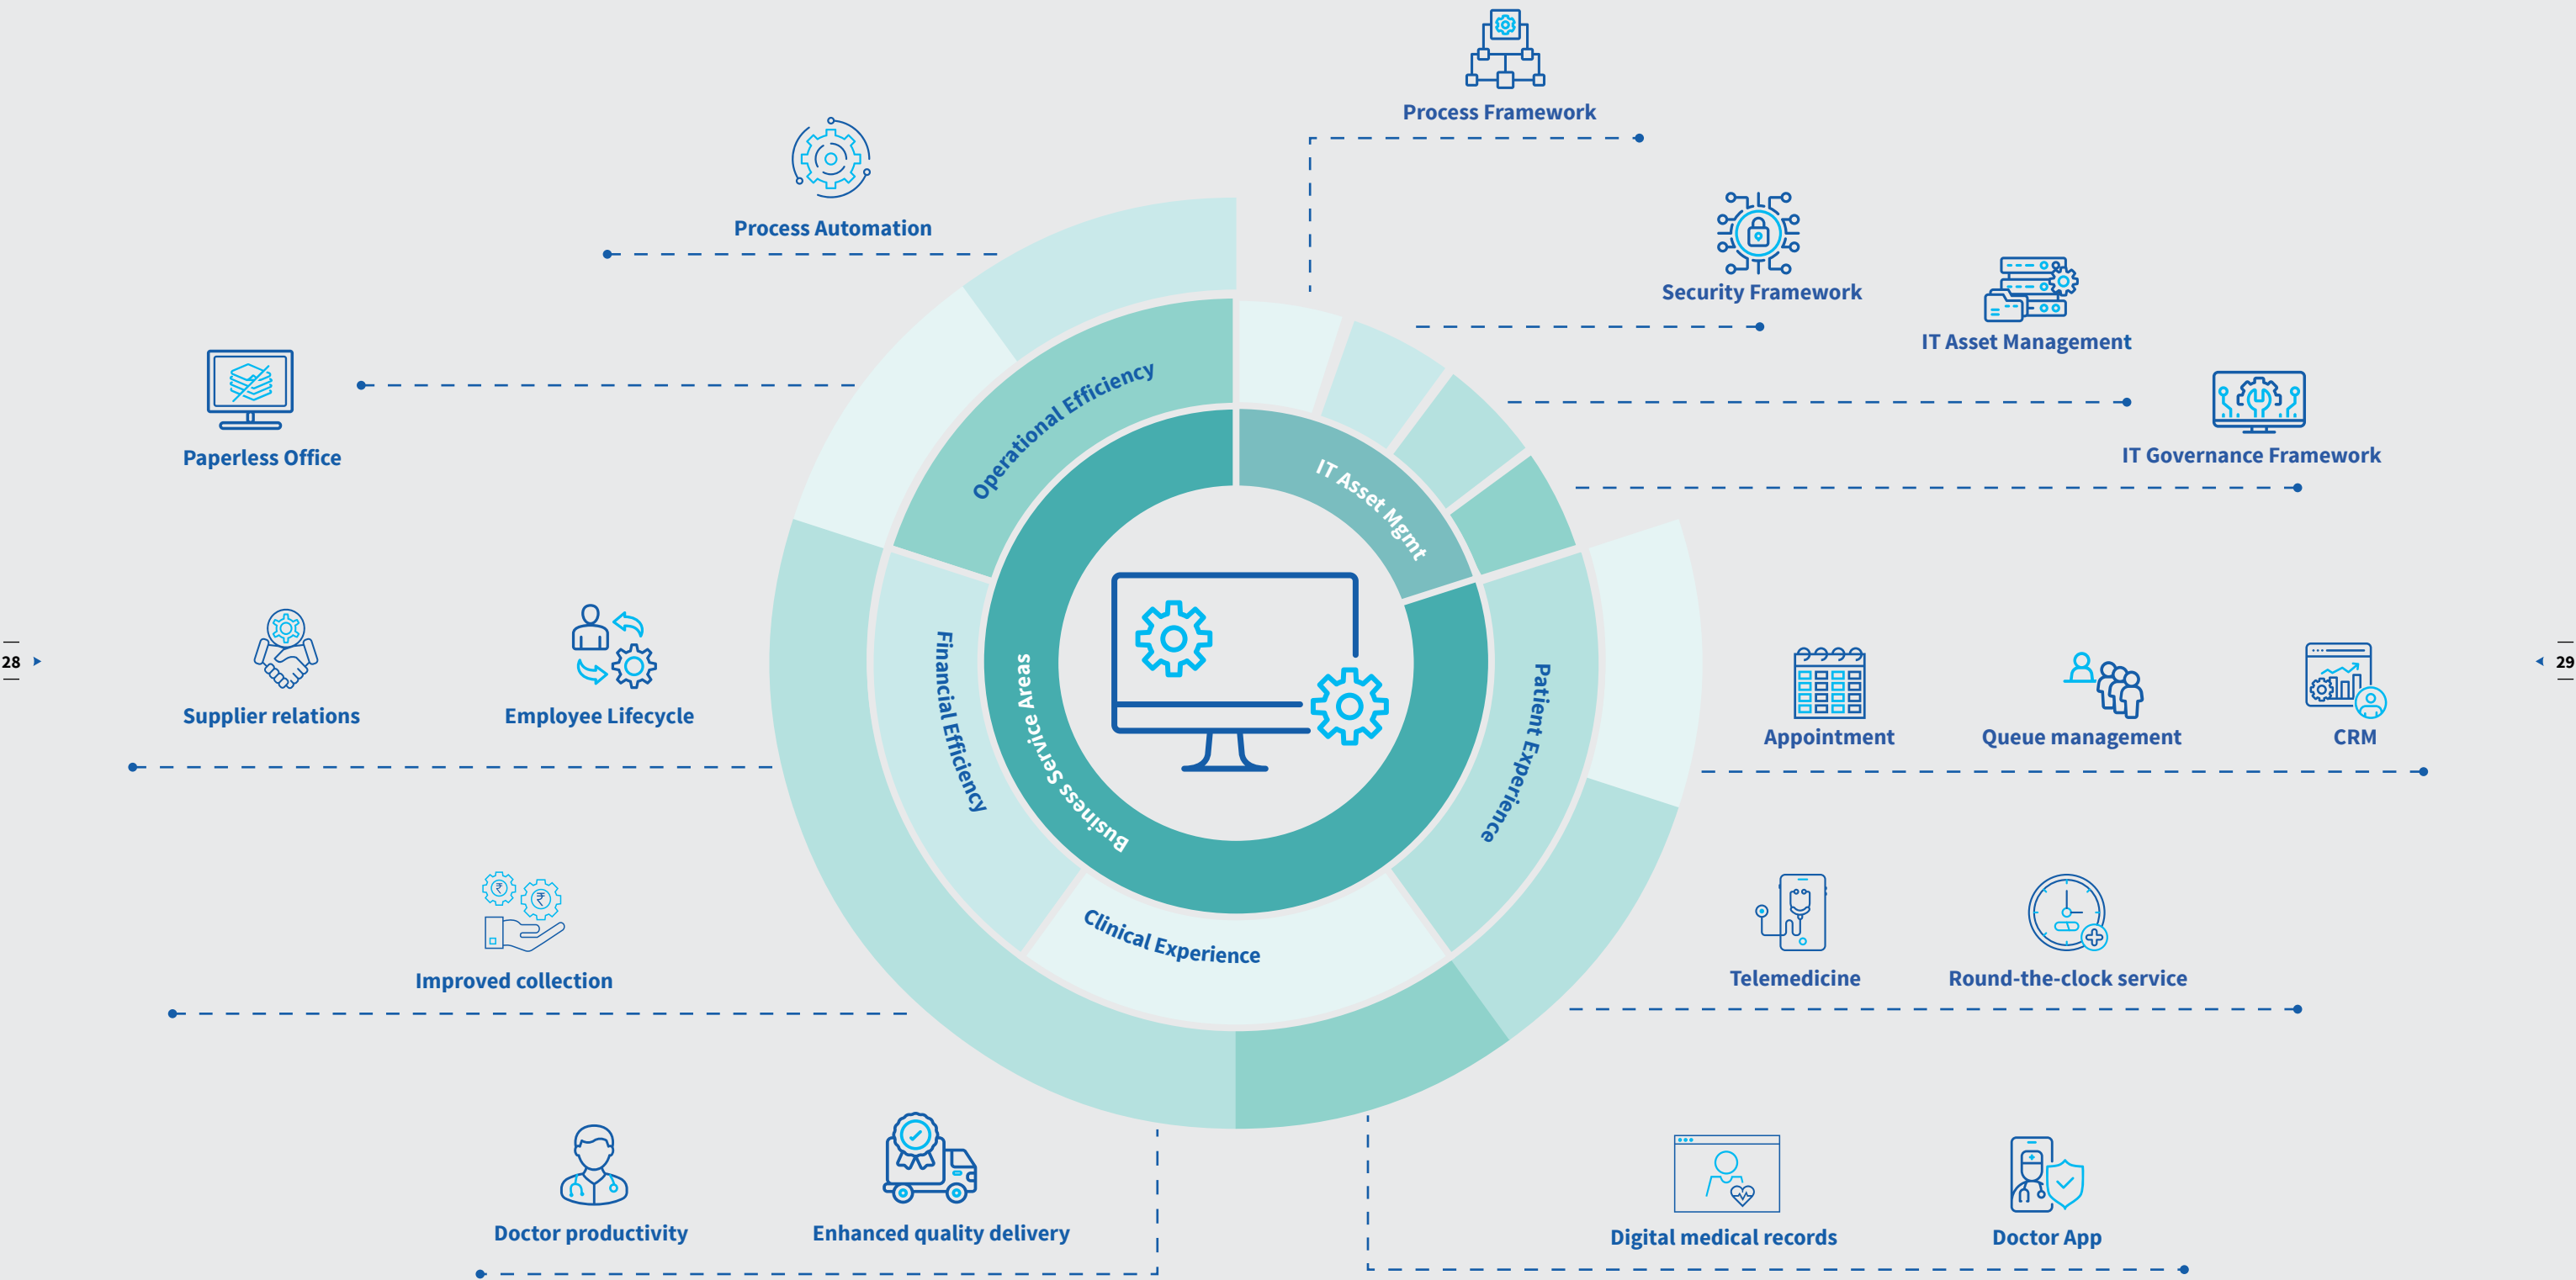 Process Framework
Process Automation
Security Framework
IT Asset Management
Paperless Office
IT Governance Framework
Operational Efficiency
IT Asset Mgmt
Financial Efficiency
Business Service Areas
Patient Experience
Clinical Experience
28
29
Supplier relations
Employee Lifecycle
Appointment
Queue management
CRM
Improved collection
₹ ₹
Telemedicine
Round-the-clock service
Doctor productivity
Enhanced quality delivery
Digital medical records
Doctor App